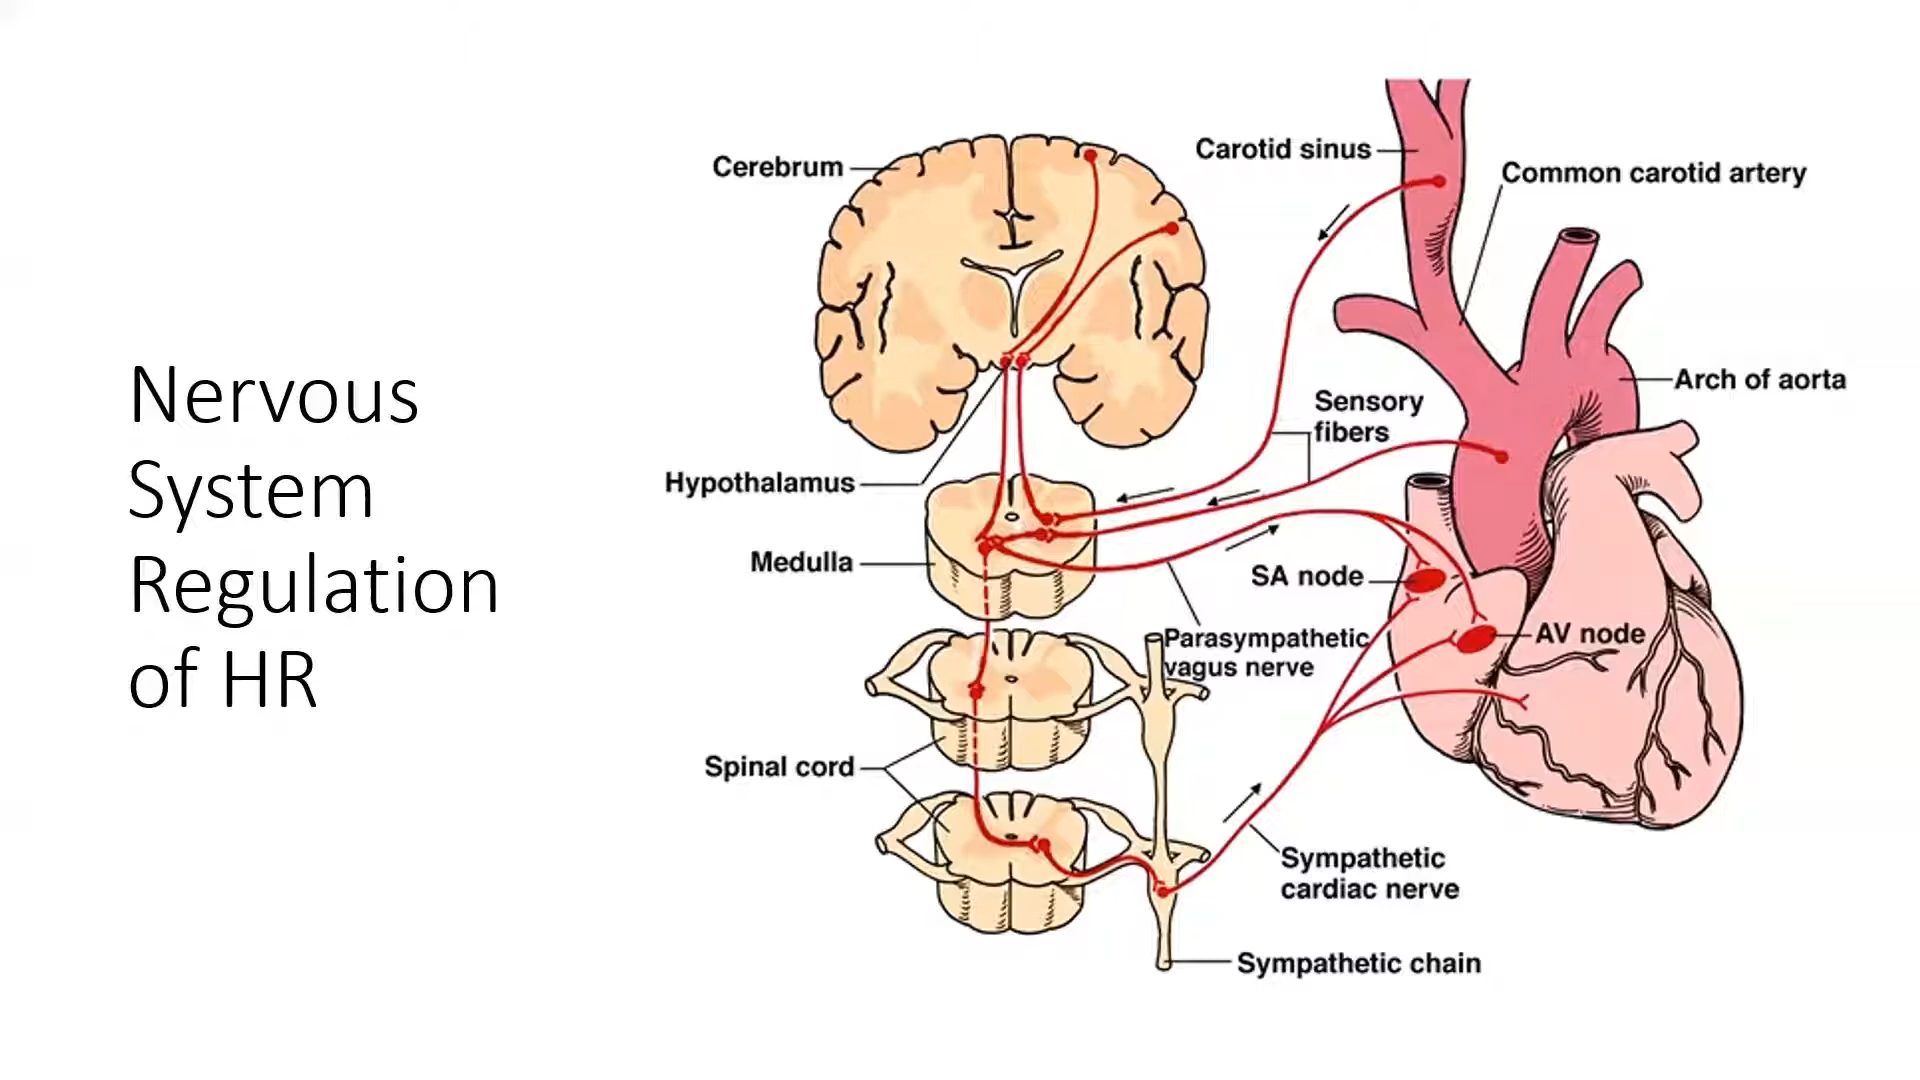 Nervous
System
Regulation
of HR
Cerebrum
Carotid sinus
Common carotid artery
Arch of aorta
Sensory
fibers
Hypothalamus
Medulla
SA node
AV node
Parasympathetic
vagus nerve
Spinal cord
Sympathetic
cardiac nerve
Sympathetic chain